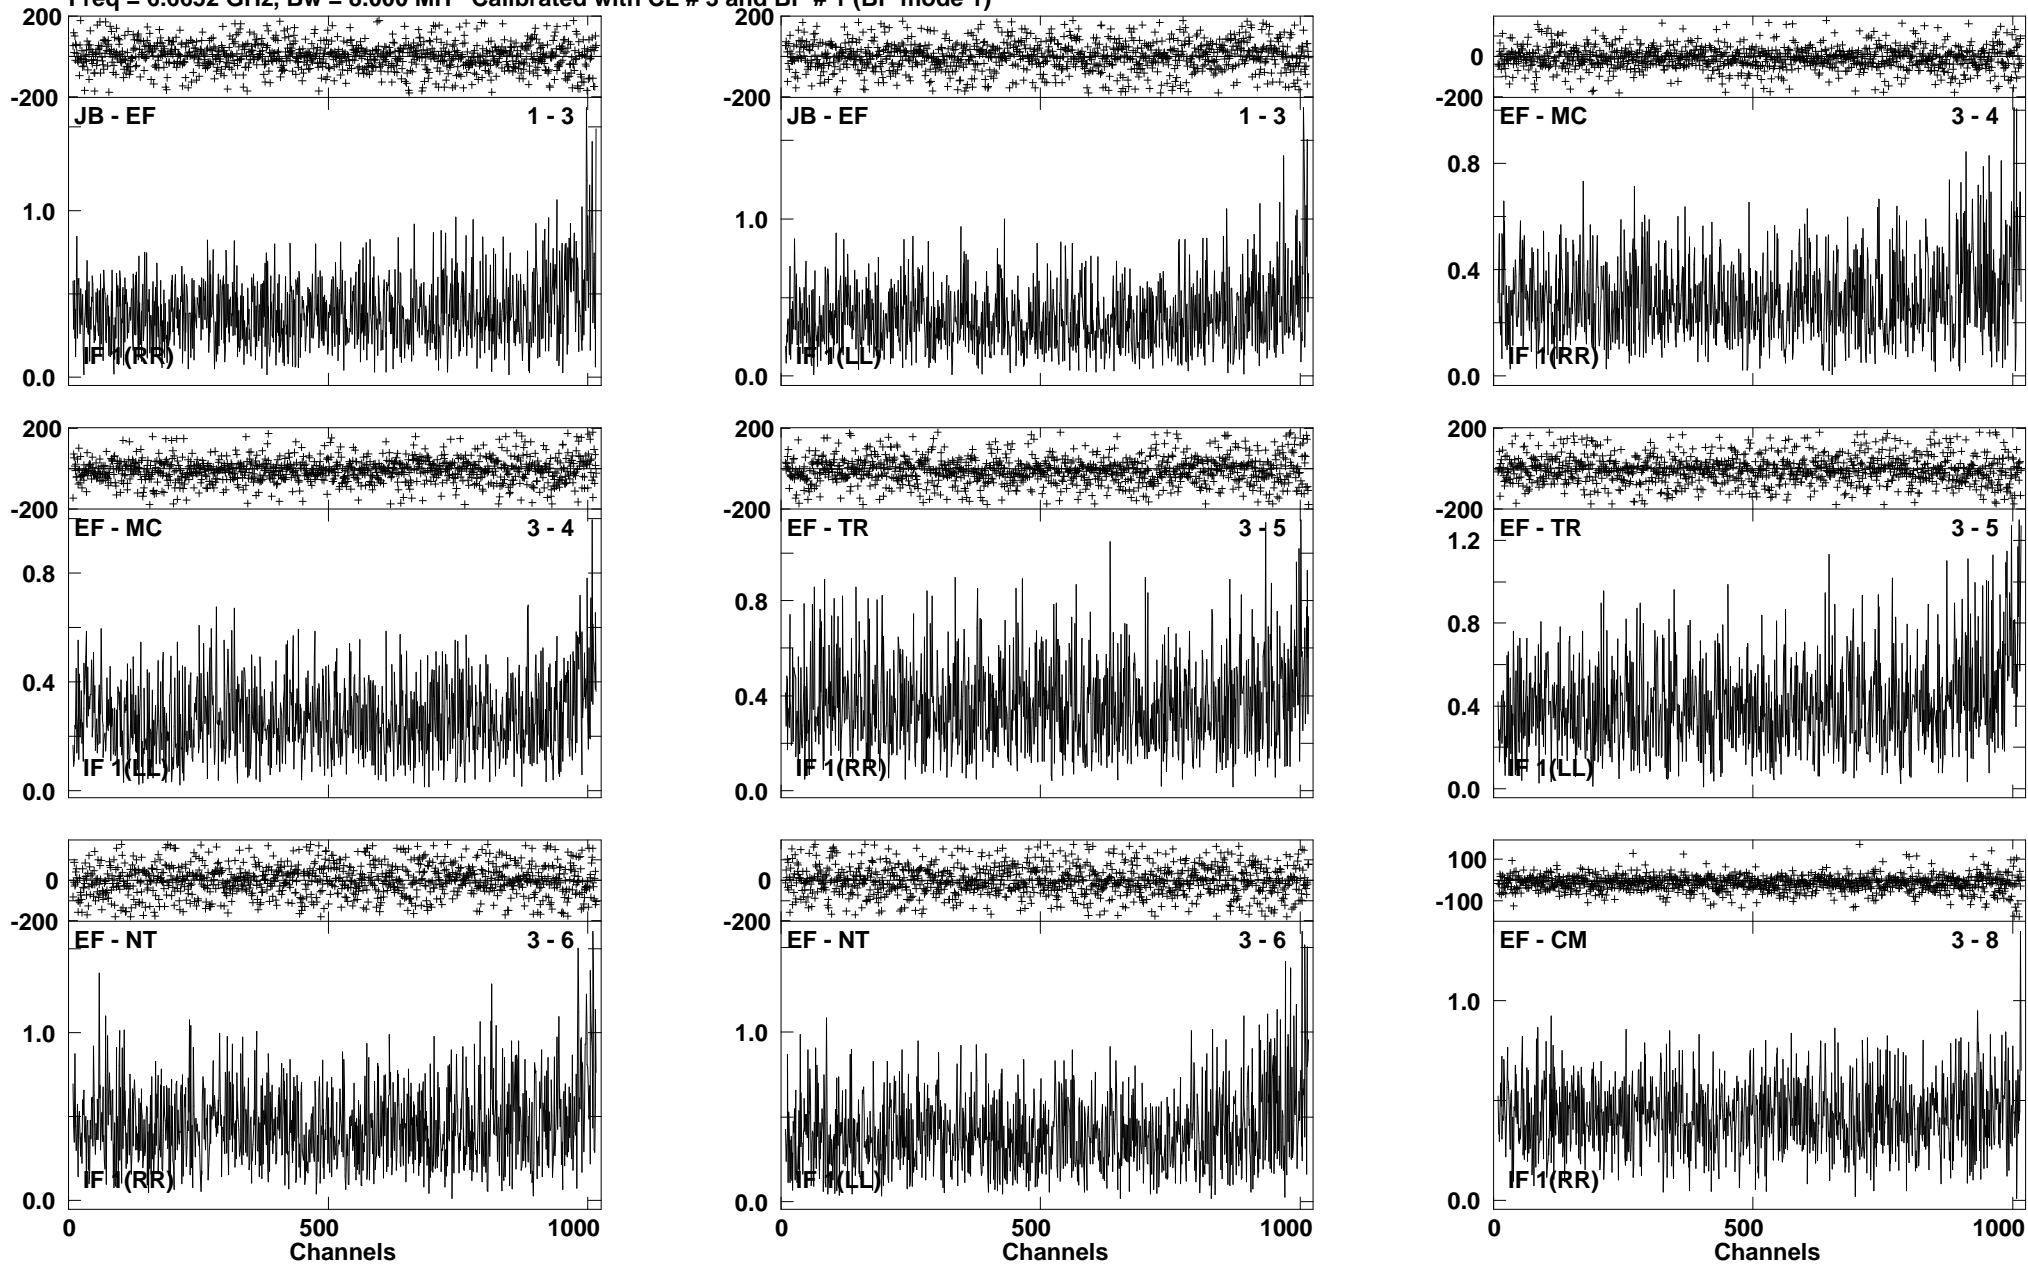 Freq = GHz, Bw = 8.000 Calibrated with CL # 3 and BP # 1 (BP mode 1)
200
-200
JB - EF 1 - 3
1.0
IF 1(RR)
0.0
200
-200
JB - EF 1 - 3
1.0
IF 1(LL)
0.0
0
-200
EF - MC 3 - 4
0.8
0.4
IF 1(RR)
0.0
200
-200
EF - MC 3 - 4
0.8
0.4
IF 1(LL)
0.0
200
-200
EF - TR 3 - 5
0.8
0.4
IF 1(RR)
0.0
200
-200
EF - TR 3 - 5
1.2
0.8
0.4
IF 1(LL)
0.0
0
-200
EF - NT 3 - 6
1.0
IF 1(RR)
0.0
0 500 1000
Channels
0
-200
EF - NT 3 - 6
1.0
IF 1(LL)
0.0
0 500 1000
Channels
100
-100
EF - CM 3 - 8
1.0
IF 1(RR)
0.0
0 500 1000
Channels